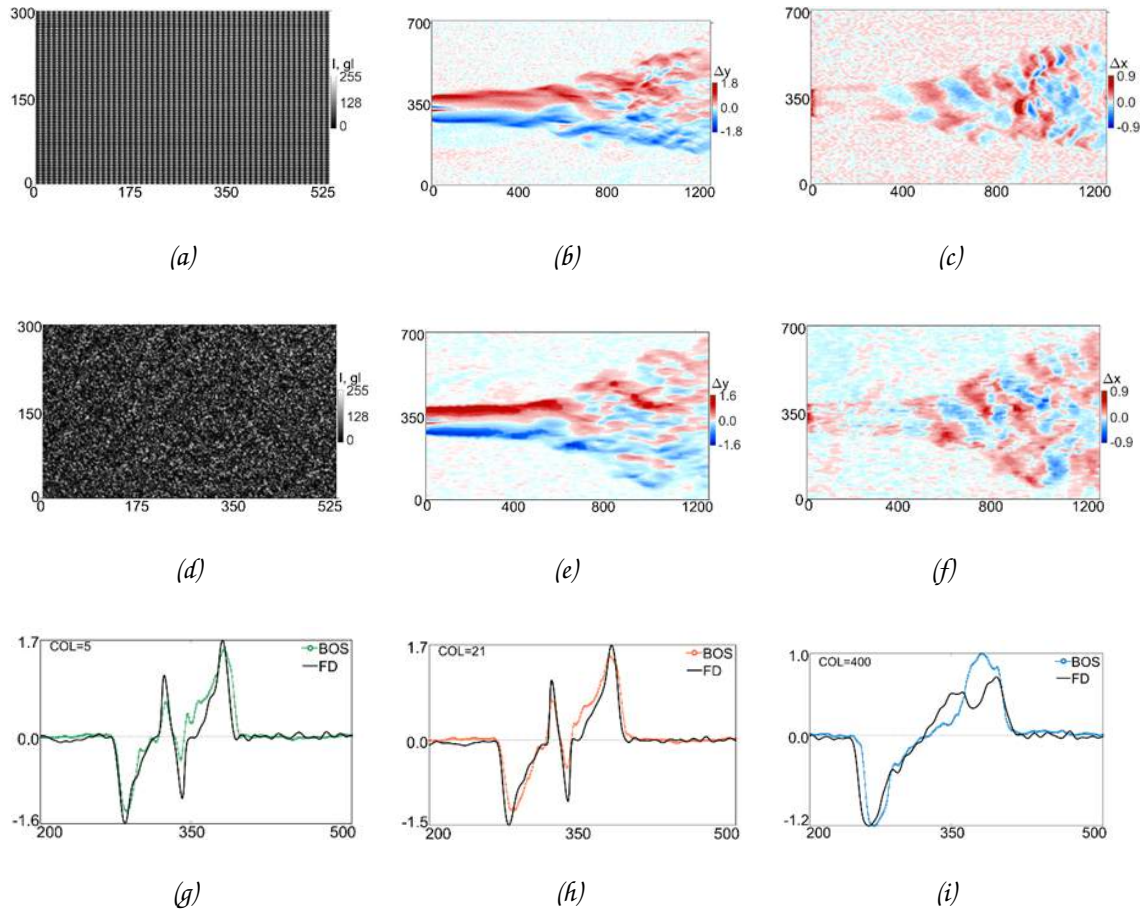 300
150
0
0 175 350 525
I, gl
255
128
0
(a)
700
350
0
0 400 800 1200
Δy
1.8
0.0
-1.8
(b)
700
350
0
0 400 800 1200
Δx
0.9
0.0
-0.9
(c)
300
150
0
0 175 350 525
I, gl
255
128
0
(d)
700
350
0
0 400 800 1200
Δy
1.6
0.0
-1.6
(e)
700
350
0
0 400 800 1200
Δx
0.9
0.0
-0.9
(f)
1.7
0.0
-1.6
COL=5
BOS
FD
200 350 500
(g)
1.7
0.0
-1.5
COL=21
BOS
FD
200 350 500
(h)
1.0
0.0
-1.2
COL=400
BOS
FD
200 350 500
(i)